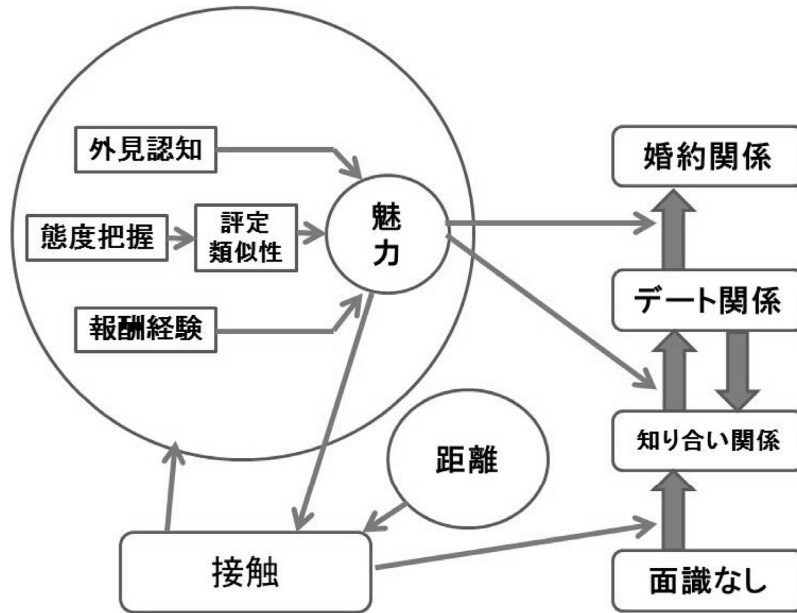 外見認知
態度把握
評定
類似性
報酬経験
魅
力
距離
接触
婚約関係
デート関係
知り合い関係
面識なし